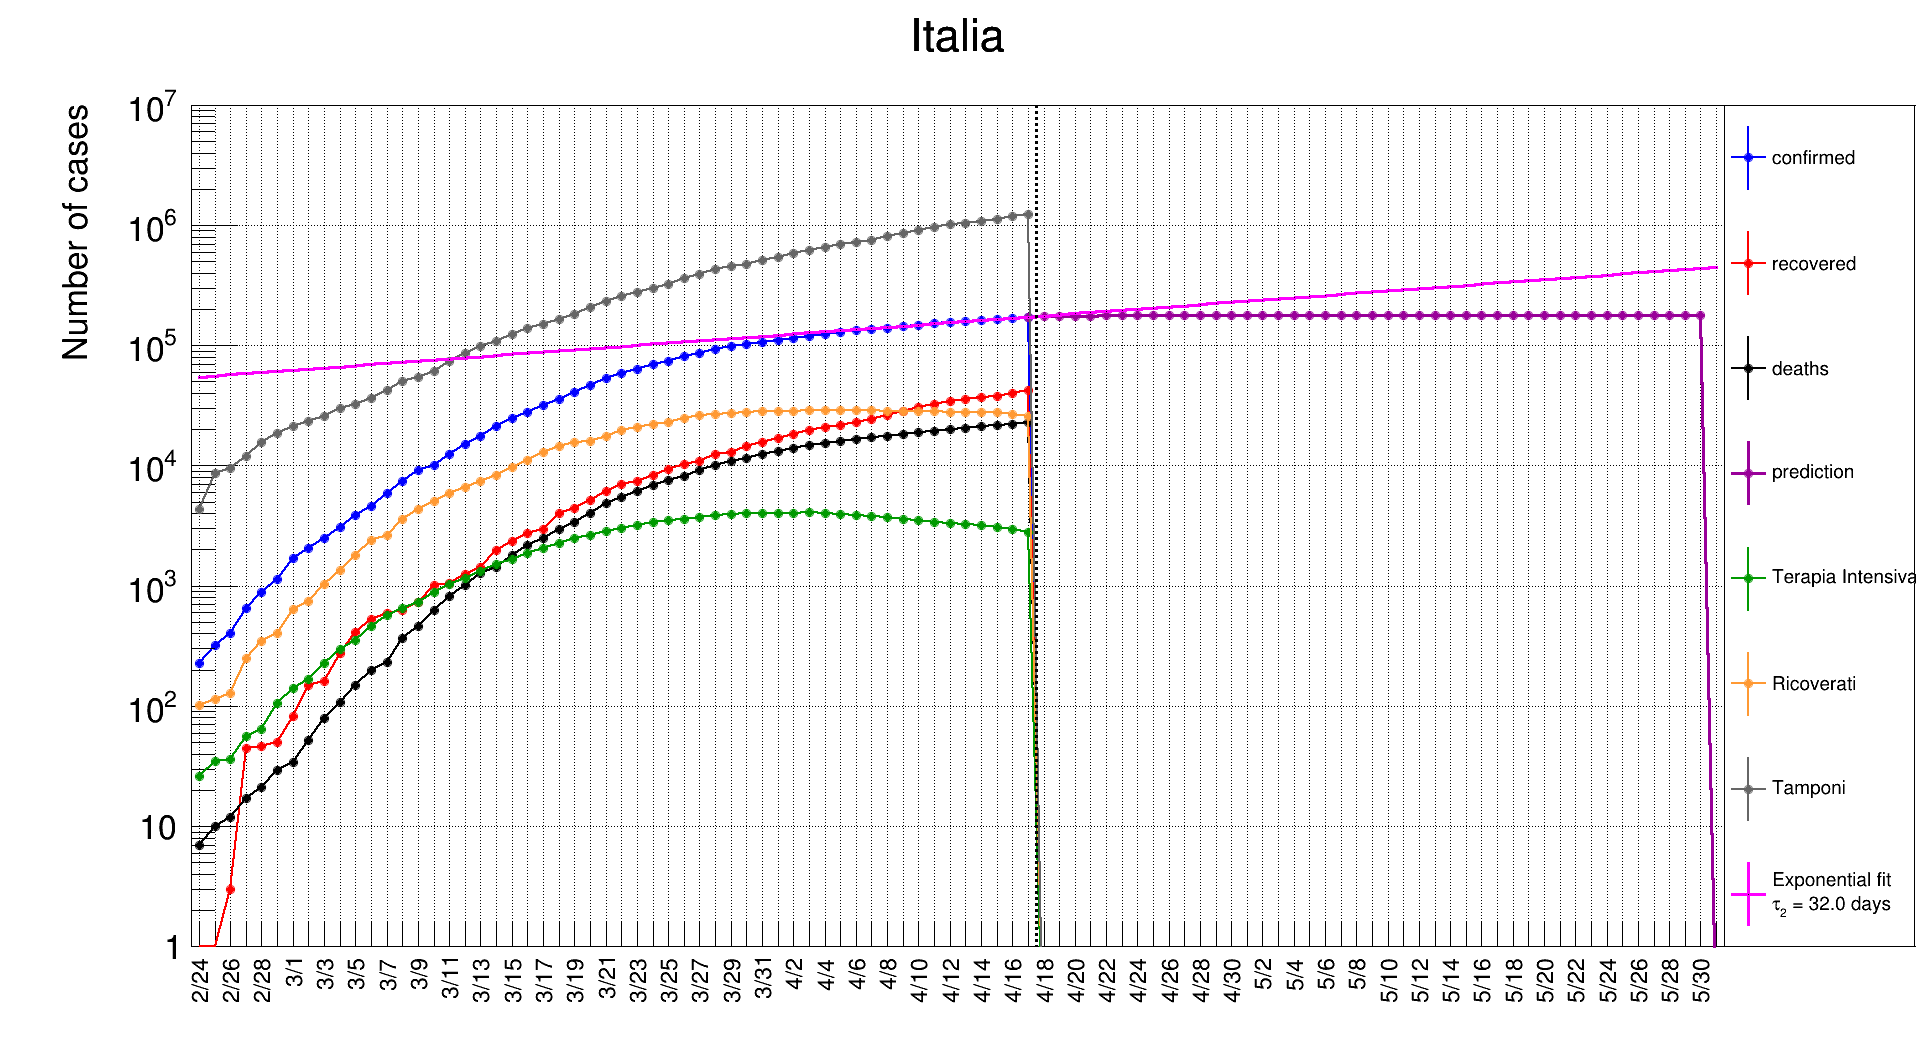 Italia
Number of cases
10^7
10^6
10^5
10^4
10^3
10^2
10
1
2/24 2/26 2/28 3/1 3/3 3/5 3/7 3/9 3/11 3/13 3/15 3/17 3/19 3/21 3/23 3/25 3/27 3/29 3/31 4/2 4/4 4/6 4/8 4/10 4/12 4/14 4/16 4/18 4/20 4/22 4/24 4/26 4/28 4/30 5/2 5/4 5/6 5/8 5/10 5/12 5/14 5/16 5/18 5/20 5/22 5/24 5/26 5/28 5/30
confirmed
recovered
deaths
prediction
Terapia Intensiva
Ricoverati
Tamponi
Exponential fit
τ₂ = 32.0 days